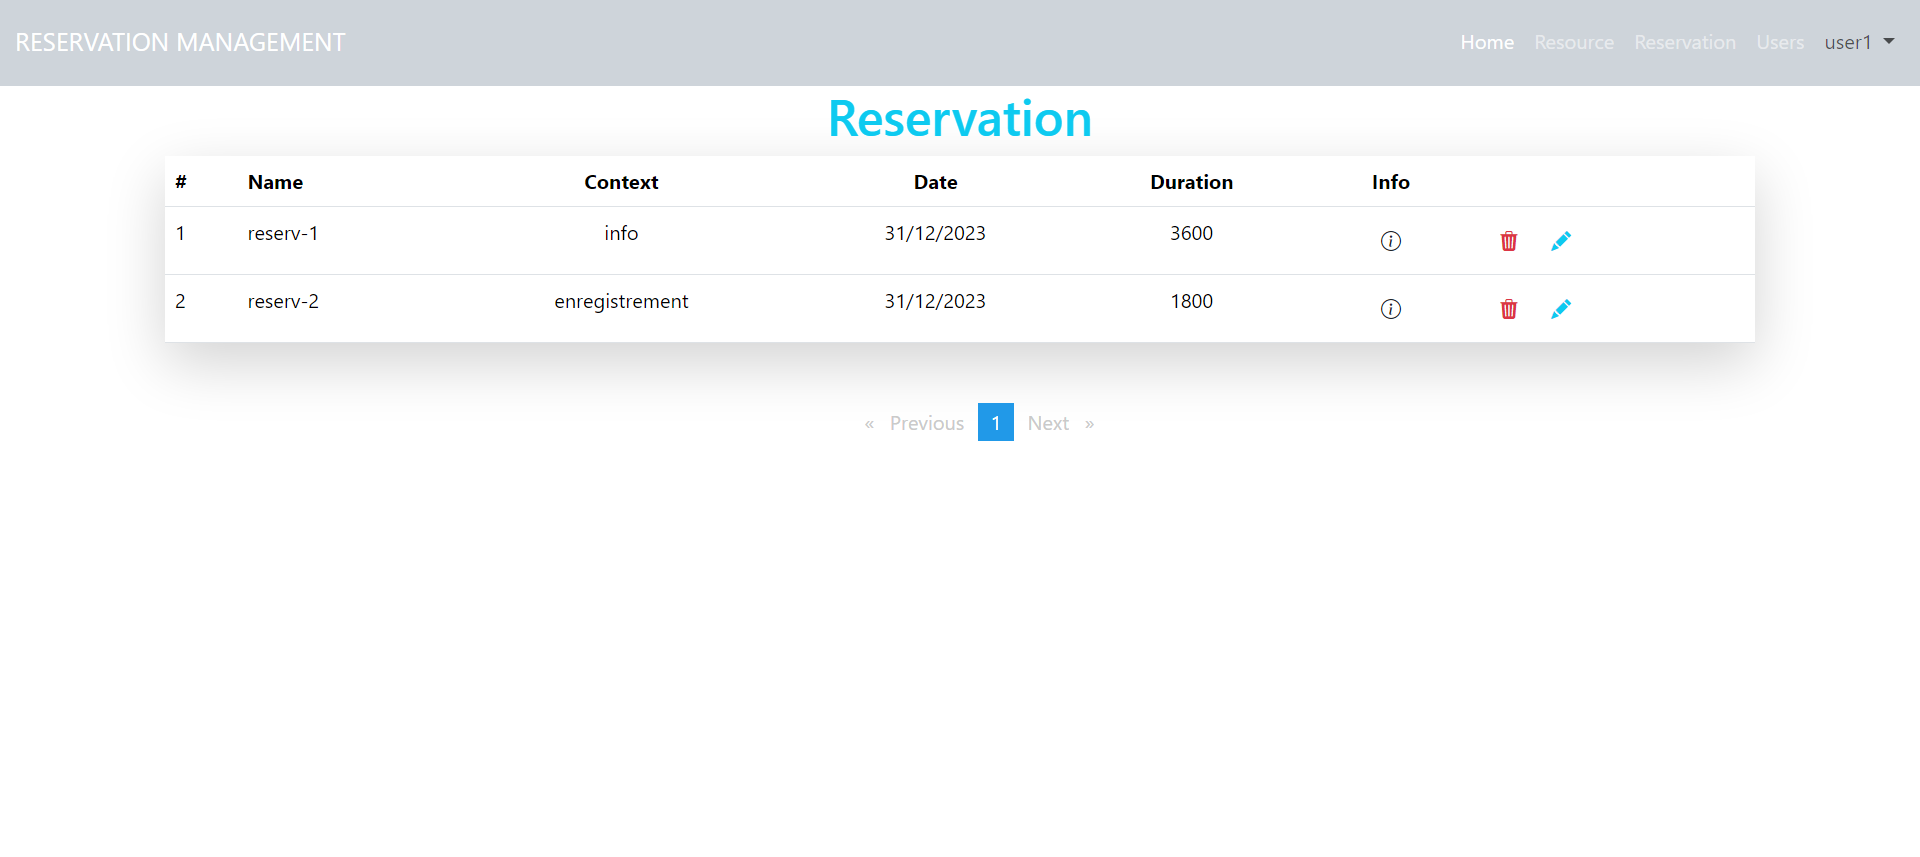 RESERVATION MANAGEMENT Home Resource Reservation Users user1
Reservation
# Name Context Date Duration Info
1 reserv-1 info 31/12/2023 3600
2 reserv-2 enregistrement 31/12/2023 1800
« Previous 1 Next »